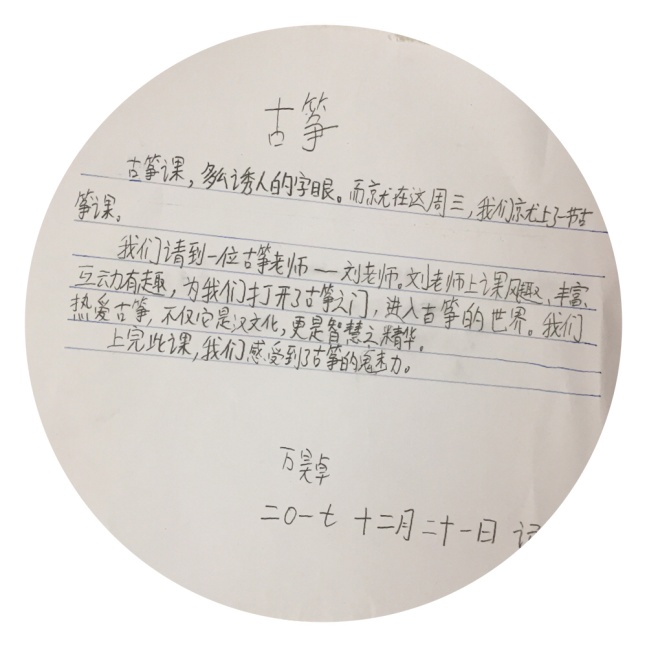 古筝
古筝课，多么诱人的字眼。而就在这周三，我们就上了一节古
筝课。
我们请到一位古筝老师——刘老师。刘老师上课风趣、丰富、
互动有趣，为我们打开了古筝之门，进入古筝的世界。我们
热爱古筝，不仅它是汉文化，更是智慧之精华。
上完此课，我们感受到了古筝的魅力。
万昊卓
二〇一七 十二月二十一日